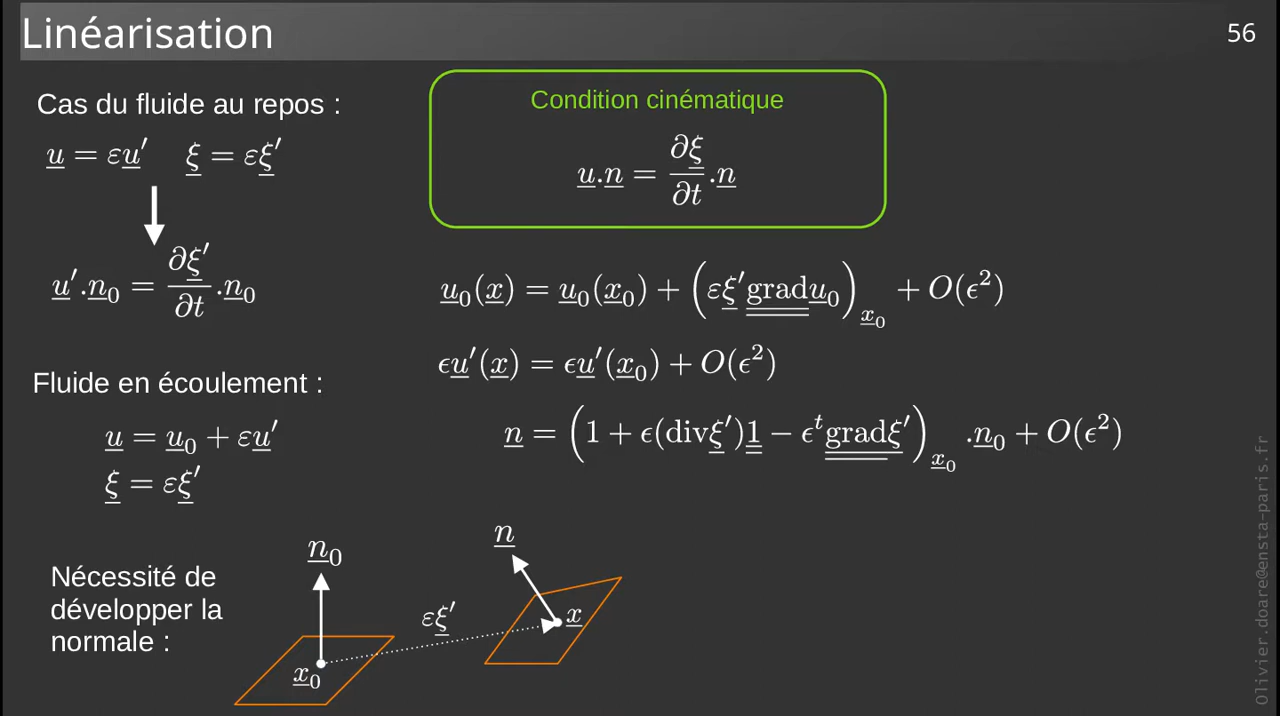 Linéarisation
56
Cas du fluide au repos :
u = εu′ ξ = εξ′
u′.n₀ = ∂ξ′/∂t .n₀
Condition cinématique
u.n = ∂ξ/∂t .n
Fluide en écoulement :
u = u₀ + εu′
ξ = εξ′
u₀(x) = u₀(x₀) + (εξ′gradu₀)x₀ + O(ϵ²)
ϵu′(x) = ϵu′(x₀) + O(ϵ²)
n = (1 + ϵ(divξ′)1 − ϵᵗgradξ′)x₀ .n₀ + O(ϵ²)
Nécessité de
développer la
normale :
n₀
x₀
εξ′
n
x
Olivier.doare@ensta-paris.fr